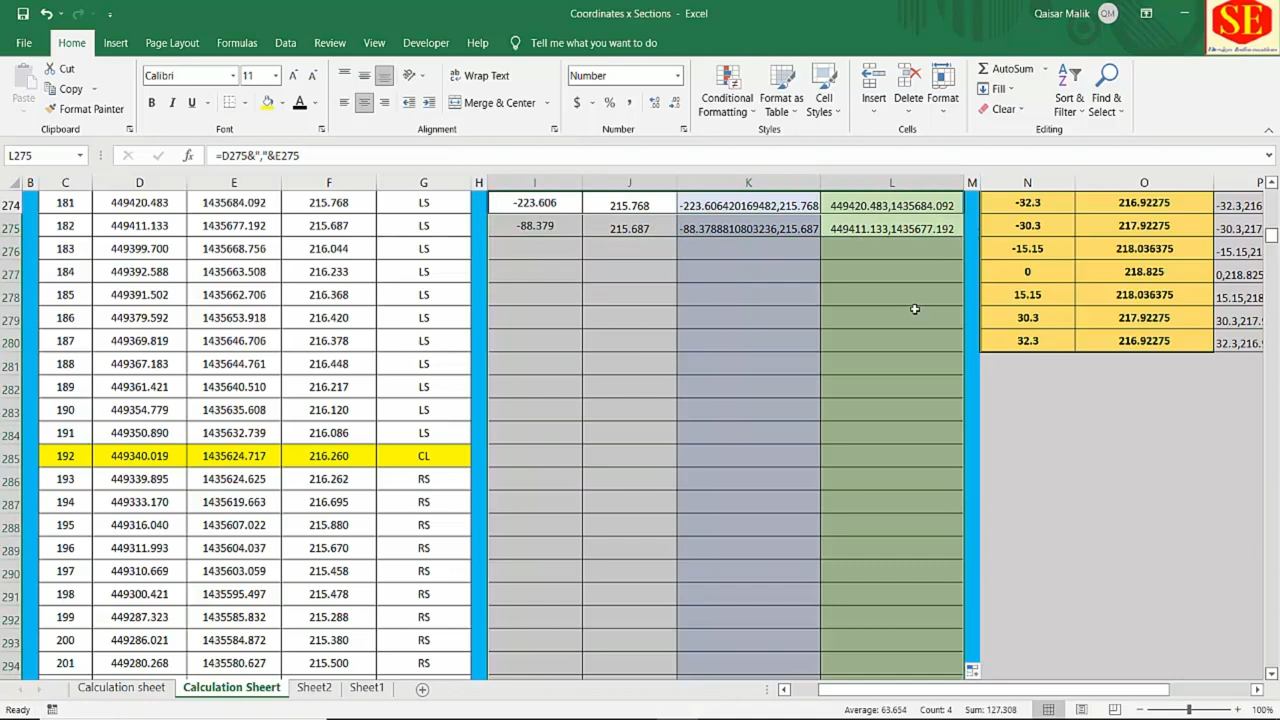 Coordinates x Sections - Excel
Qaisar Malik QM
SE
File Home Insert Page Layout Formulas Data Review View Developer Help Tell me what you want to do
Paste Cut Copy Format Painter Clipboard
Calibri 11 A A B I U A Font
ab Wrap Text Merge & Center Alignment
Number $ % , Number
Conditional Formatting Format as Table Cell Styles Styles
Insert Delete Format Cells
AutoSum Fill Clear Sort & Filter Find & Select Editing
L275 fx =D275&","&E275
B C D E F G H I J K L M N O P
274 181 449420.483 1435684.092 215.768 LS -223.606 215.768 -223.606420169482,215.768 449420.483,1435684.092 -32.3 216.92275 -32.3,216
275 182 449411.133 1435677.192 215.687 LS -88.379 215.687 -88.3788810803236,215.687 449411.133,1435677.192 -30.3 217.92275 -30.3,217
276 183 449399.700 1435668.756 216.044 LS -15.15 218.036375 -15.15,21
277 184 449392.588 1435663.508 216.233 LS 0 218.825 0,218.825
278 185 449391.502 1435662.706 216.368 LS 15.15 218.036375 15.15,218
279 186 449379.592 1435653.918 216.420 LS 30.3 217.92275 30.3,217.9
280 187 449369.819 1435646.706 216.378 LS 32.3 216.92275 32.3,216.9
281 188 449367.183 1435644.761 216.448 LS
282 189 449361.421 1435640.510 216.217 LS
283 190 449354.779 1435635.608 216.120 LS
284 191 449350.890 1435632.739 216.086 LS
285 192 449340.019 1435624.717 216.260 CL
286 193 449339.895 1435624.625 216.262 RS
287 194 449333.170 1435619.663 216.695 RS
288 195 449316.040 1435607.022 215.880 RS
289 196 449311.993 1435604.037 215.670 RS
290 197 449310.669 1435603.059 215.458 RS
291 198 449300.421 1435595.497 215.478 RS
292 199 449287.323 1435585.832 215.288 RS
293 200 449286.021 1435584.872 215.380 RS
294 201 449280.268 1435580.627 215.500 RS
Calculation sheet Calculation Sheert Sheet2 Sheet1
Ready Average: 63.654 Count: 4 Sum: 127.308 100%